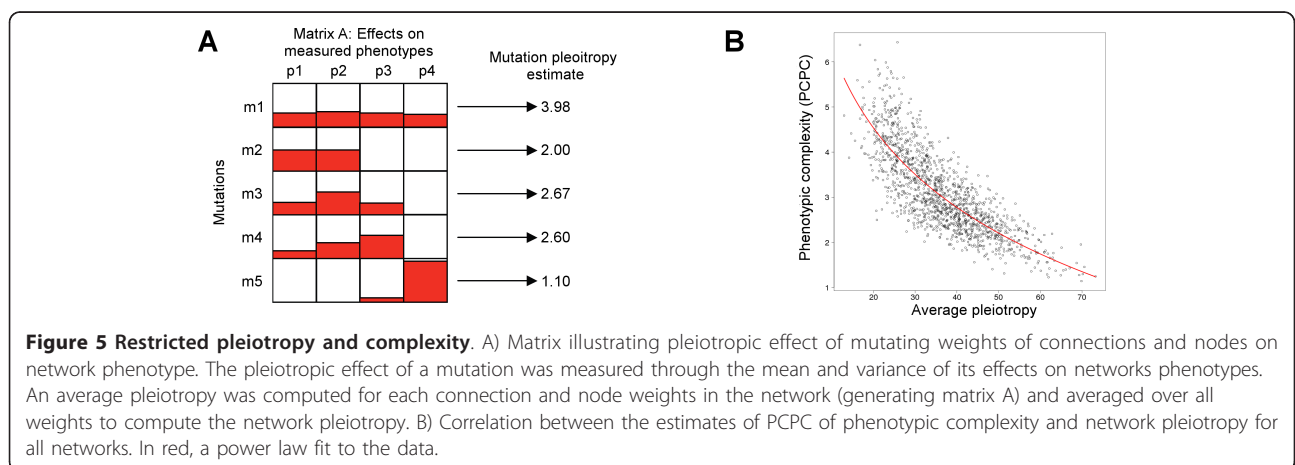 A
Matrix A: Effects on
measured phenotypes
p1 p2 p3 p4
Mutation pleoitropy
estimate
Mutations
m1 3.98
m2 2.00
m3 2.67
m4 2.60
m5 1.10
B
Phenotypic complexity (PCPC)
6
5
4
3
2
1
20 30 40 50 60 70
Average pleiotropy
Figure 5 Restricted pleiotropy and complexity. A) Matrix illustrating pleiotropic effect of mutating weights of connections and nodes on
network phenotype. The pleiotropic effect of a mutation was measured through the mean and variance of its effects on networks phenotypes.
An average pleiotropy was computed for each connection and node weights in the network (generating matrix A) and averaged over all
weights to compute the network pleiotropy. B) Correlation between the estimates of PCPC of phenotypic complexity and network pleiotropy for
all networks. In red, a power law fit to the data.